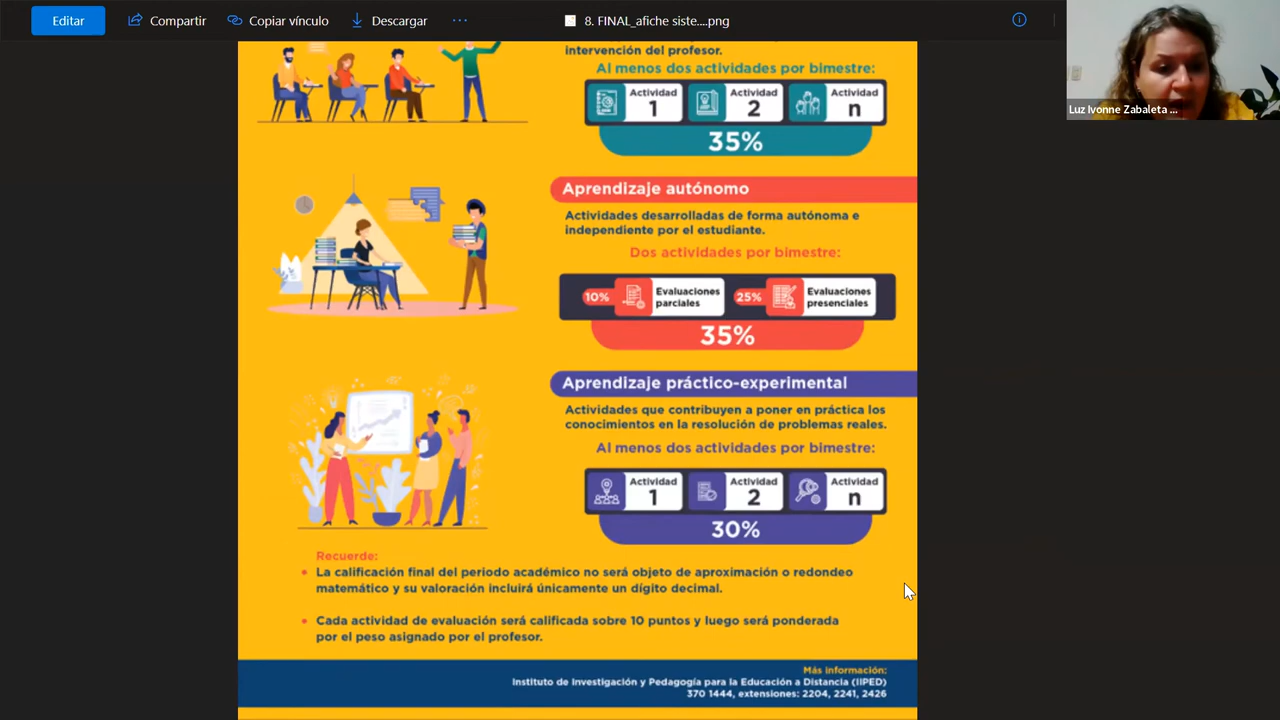 Editar
Compartir
Copiar vínculo
Descargar
8. FINAL_afiche siste....png
Luz Ivonne Zabaleta ...
intervención del profesor.
Al menos dos actividades por bimestre:
Actividad 1
Actividad 2
Actividad n
35%
Aprendizaje autónomo
Actividades desarrolladas de forma autónoma e
independiente por el estudiante.
Dos actividades por bimestre:
10%
Evaluaciones
parciales
25%
Evaluaciones
presenciales
35%
Aprendizaje práctico-experimental
Actividades que contribuyen a poner en práctica los
conocimientos en la resolución de problemas reales.
Al menos dos actividades por bimestre:
Actividad 1
Actividad 2
Actividad n
30%
Recuerde:
• La calificación final del periodo académico no será objeto de aproximación o redondeo
matemático y su valoración incluirá únicamente un dígito decimal.
• Cada actividad de evaluación será calificada sobre 10 puntos y luego será ponderada
por el peso asignado por el profesor.
Más información:
Instituto de Investigación y Pedagogía para la Educación a Distancia (IIPED)
370 1444, extensiones: 2204, 2241, 2426